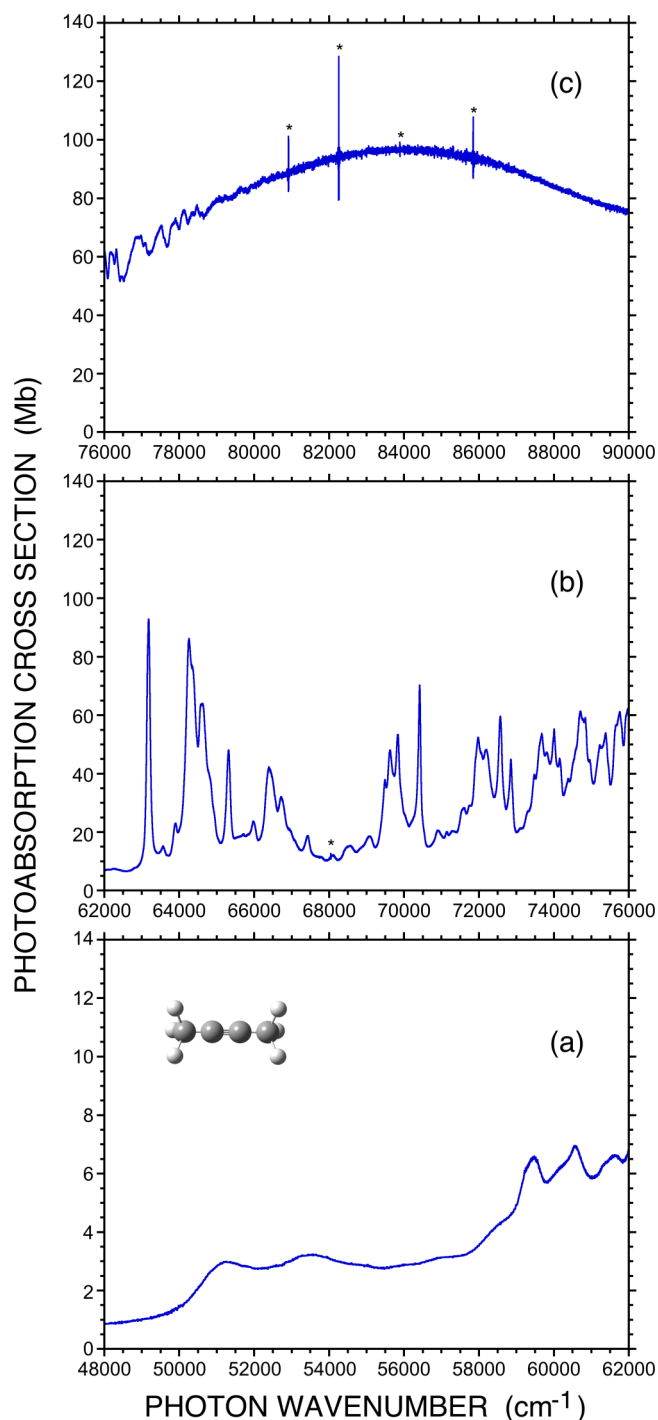 PHOTOABSORPTION CROSS SECTION (Mb)
140
120
100
80
60
40
20
0
* * * *
(c)
76000 78000 80000 82000 84000 86000 88000 90000
140
120
100
80
60
40
20
0
*
(b)
62000 64000 66000 68000 70000 72000 74000 76000
14
12
10
8
6
4
2
0
(a)
48000 50000 52000 54000 56000 58000 60000 62000
PHOTON WAVENUMBER (cm⁻¹)